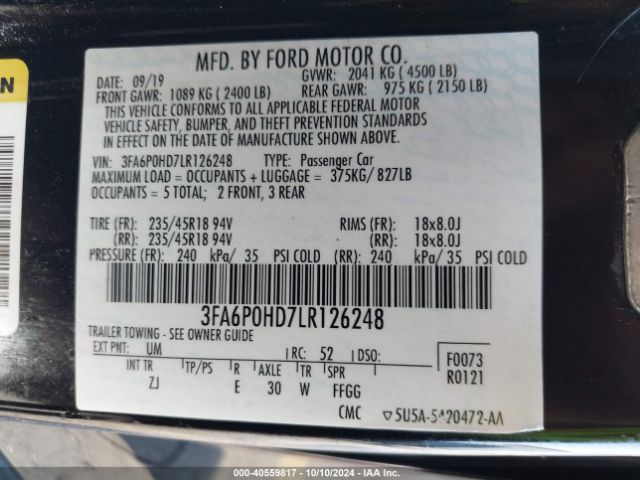 MFD. BY FORD MOTOR CO.
DATE: 09/19 GVWR: 2041 KG ( 4500 LB)
FRONT GAWR: 1089 KG ( 2400 LB) REAR GAWR: 975 KG ( 2150 LB)
THIS VEHICLE CONFORMS TO ALL APPLICABLE FEDERAL MOTOR
VEHICLE SAFETY, BUMPER, AND THEFT PREVENTION STANDARDS
IN EFFECT ON THE DATE OF MANUFACTURE SHOWN ABOVE.
VIN: 3FA6P0HD7LR126248 TYPE: Passenger Car
MAXIMUM LOAD = OCCUPANTS + LUGGAGE = 375KG/ 827LB
OCCUPANTS = 5 TOTAL; 2 FRONT, 3 REAR
TIRE (FR): 235/45R18 94V RIMS (FR): 18x8.0J
(RR): 235/45R18 94V (RR): 18x8.0J
PRESSURE (FR): 240 kPa/ 35 PSI COLD (RR): 240 kPa/ 35 PSI COLD
3FA6P0HD7LR126248
TRAILER TOWING - SEE OWNER GUIDE
EXT PNT: UM RC: 52 DSO: F0073
INT TR TP/PS R AXLE TR SPR R0121
ZJ E 30 W FFGG
CMC 5U5A-5420472-AA
00 - 40559817 - 10/10/2024 - IAA Inc.